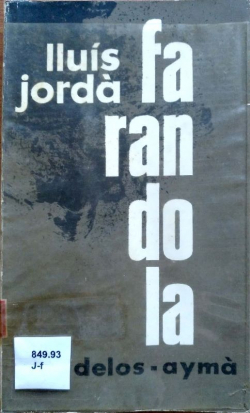 lluís
jordà
fa
ran
do
la
849.93
J-f
delos-aymà